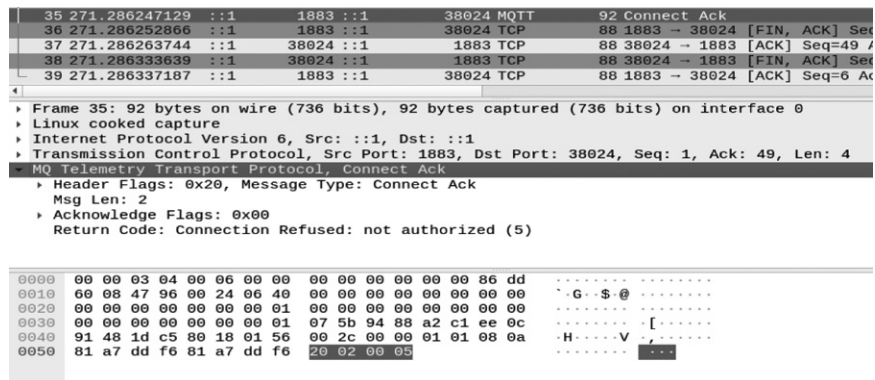 35 271.286247129 ::1 1883 ::1 38024 MQTT 92 Connect Ack
36 271.286252866 ::1 1883 ::1 38024 TCP 88 1883 → 38024 [FIN, ACK] Sec
37 271.286263744 ::1 38024 ::1 1883 TCP 88 38024 → 1883 [ACK] Seq=49 A
38 271.286333639 ::1 38024 ::1 1883 TCP 88 38024 → 1883 [FIN, ACK] Sec
39 271.286337187 ::1 1883 ::1 38024 TCP 88 1883 → 38024 [ACK] Seq=6 Ac
Frame 35: 92 bytes on wire (736 bits), 92 bytes captured (736 bits) on interface 0
Linux cooked capture
Internet Protocol Version 6, Src: ::1, Dst: ::1
Transmission Control Protocol, Src Port: 1883, Dst Port: 38024, Seq: 1, Ack: 49, Len: 4
MQ Telemetry Transport Protocol, Connect Ack
Header Flags: 0x20, Message Type: Connect Ack
Msg Len: 2
Acknowledge Flags: 0x00
Return Code: Connection Refused: not authorized (5)
0000 00 00 03 04 00 06 00 00 00 00 00 00 00 00 86 dd ········ ········
0010 60 08 47 96 00 24 06 40 00 00 00 00 00 00 00 00 `·G··$·@ ········
0020 00 00 00 00 00 00 00 01 00 00 00 00 00 00 00 00 ········ ········
0030 00 00 00 00 00 00 00 01 07 5b 94 88 a2 c1 ee 0c ········ ·[······
0040 91 48 1d c5 80 18 01 56 00 2c 00 00 01 01 08 0a ·H·····V ·,······
0050 81 a7 dd f6 81 a7 dd f6 20 02 00 05 ········ ···